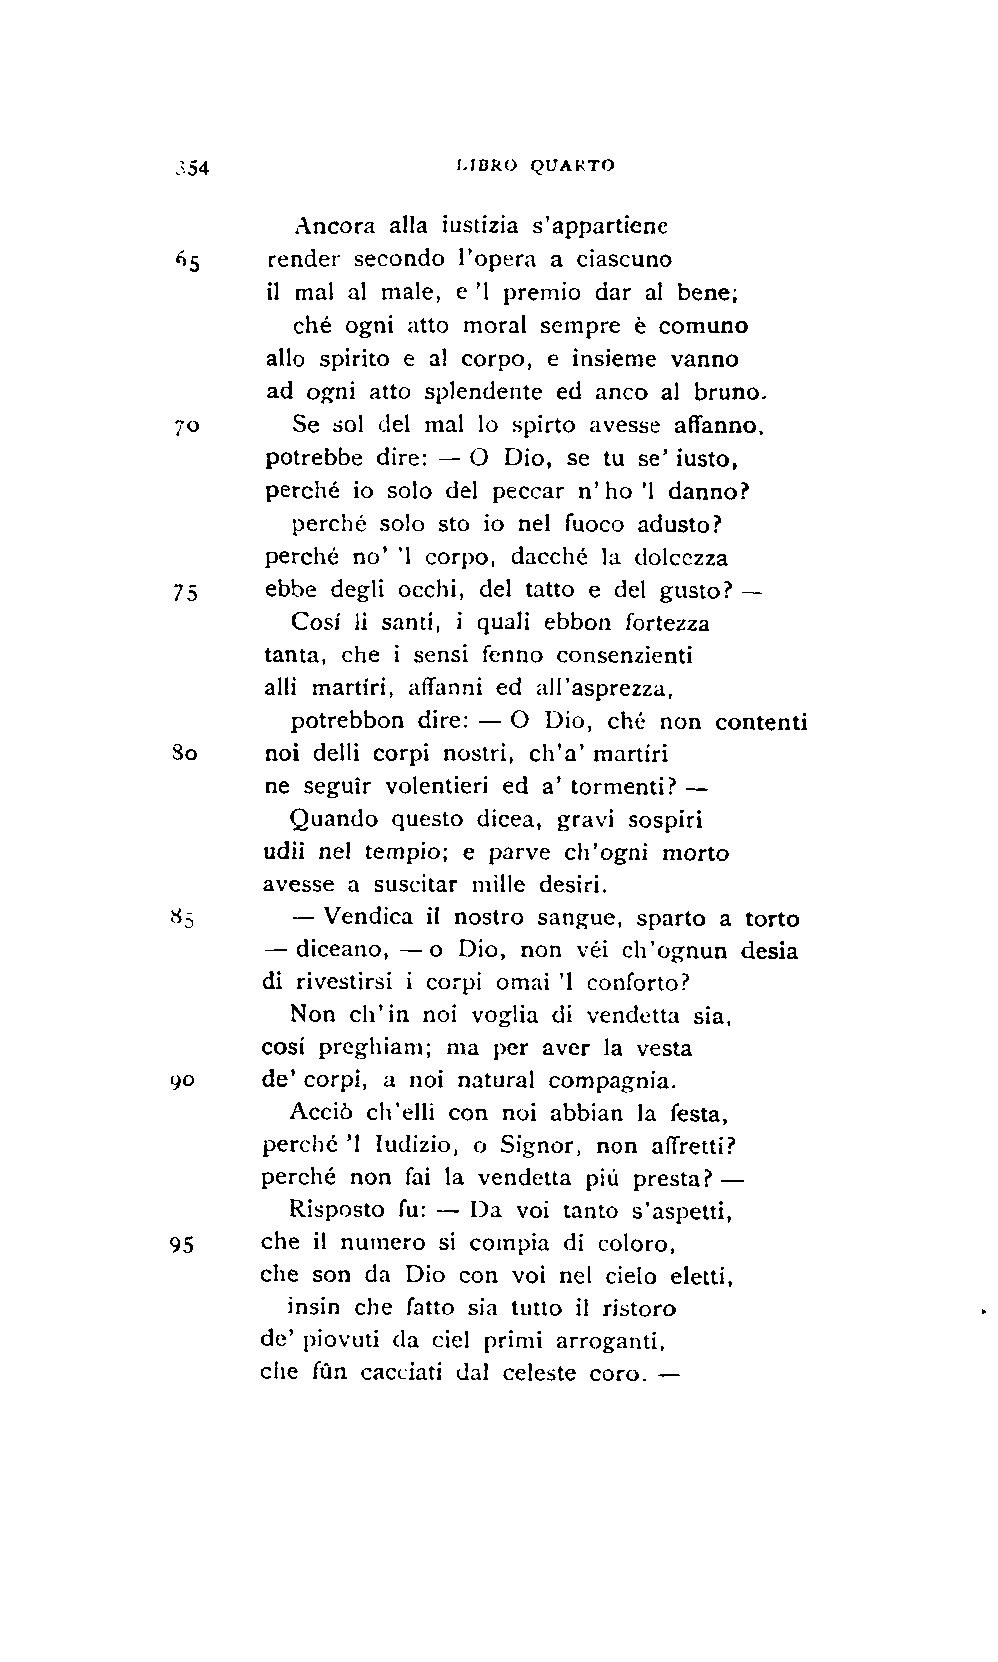 354 LIBRO QUARTO
Ancora alla iustizia s'appartiene
65 render secondo l'opera a ciascuno
il mal al male, e 'l premio dar al bene;
ché ogni atto moral sempre è comuno
allo spirito e al corpo, e insieme vanno
ad ogni atto splendente ed anco al bruno.
70 Se sol del mal lo spirto avesse affanno,
potrebbe dire: — O Dio, se tu se' iusto,
perché io solo del peccar n'ho 'l danno?
perché solo sto io nel fuoco adusto?
perché no' 'l corpo, dacché la dolcezza
75 ebbe degli occhi, del tatto e del gusto? —
Cosí li santi, i quali ebbon fortezza
tanta, che i sensi fenno consenzienti
alli martíri, affanni ed all'asprezza,
potrebbon dire: — O Dio, ché non contenti
80 noi delli corpi nostri, ch'a' martíri
ne seguîr volentieri ed a' tormenti? —
Quando questo dicea, gravi sospiri
udii nel tempio; e parve ch'ogni morto
avesse a suscitar mille desiri.
85 — Vendica il nostro sangue, sparto a torto
— diceano, — o Dio, non véi ch'ognun desia
di rivestirsi i corpi omai 'l conforto?
Non ch'in noi voglia di vendetta sia,
cosí preghiam; ma per aver la vesta
90 de' corpi, a noi natural compagnia.
Acciò ch'elli con noi abbian la festa,
perché 'l Iudizio, o Signor, non affretti?
perché non fai la vendetta piú presta? —
Risposto fu: — Da voi tanto s'aspetti,
95 che il numero si compia di coloro,
che son da Dio con voi nel cielo eletti,
insin che fatto sia tutto il ristoro
de' piovuti da ciel primi arroganti,
che fûn cacciati dal celeste coro. —